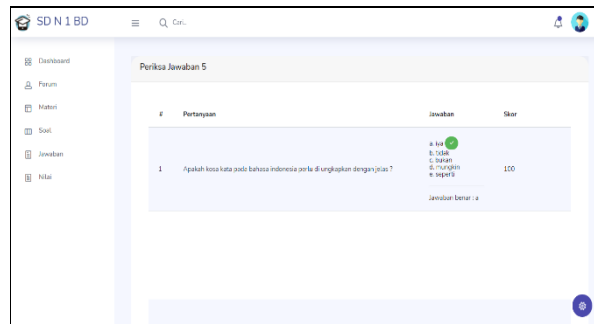 SD N 1 BD
Cari..
Dashboard
Forum
Materi
Soal
Jawaban
Nilai
Periksa Jawaban 5
# Pertanyaan Jawaban Skor
1 Apakah kosa kata pada bahasa indonesia perlu di ungkapkan dengan jelas ? 100
a. iya
b. tidak
c. bukan
d. mungkin
e. seperti
Jawaban benar : a